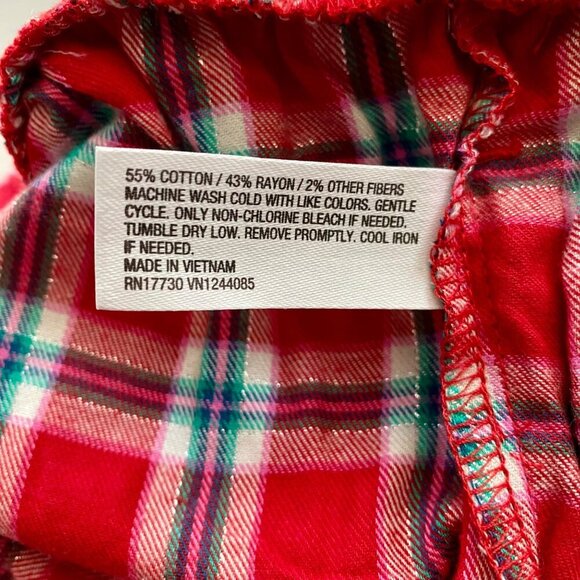 55% COTTON / 43% RAYON / 2% OTHER FIBERS
MACHINE WASH COLD WITH LIKE COLORS. GENTLE
CYCLE. ONLY NON-CHLORINE BLEACH IF NEEDED.
TUMBLE DRY LOW. REMOVE PROMPTLY. COOL IRON
IF NEEDED.
MADE IN VIETNAM
RN17730 VN1244085